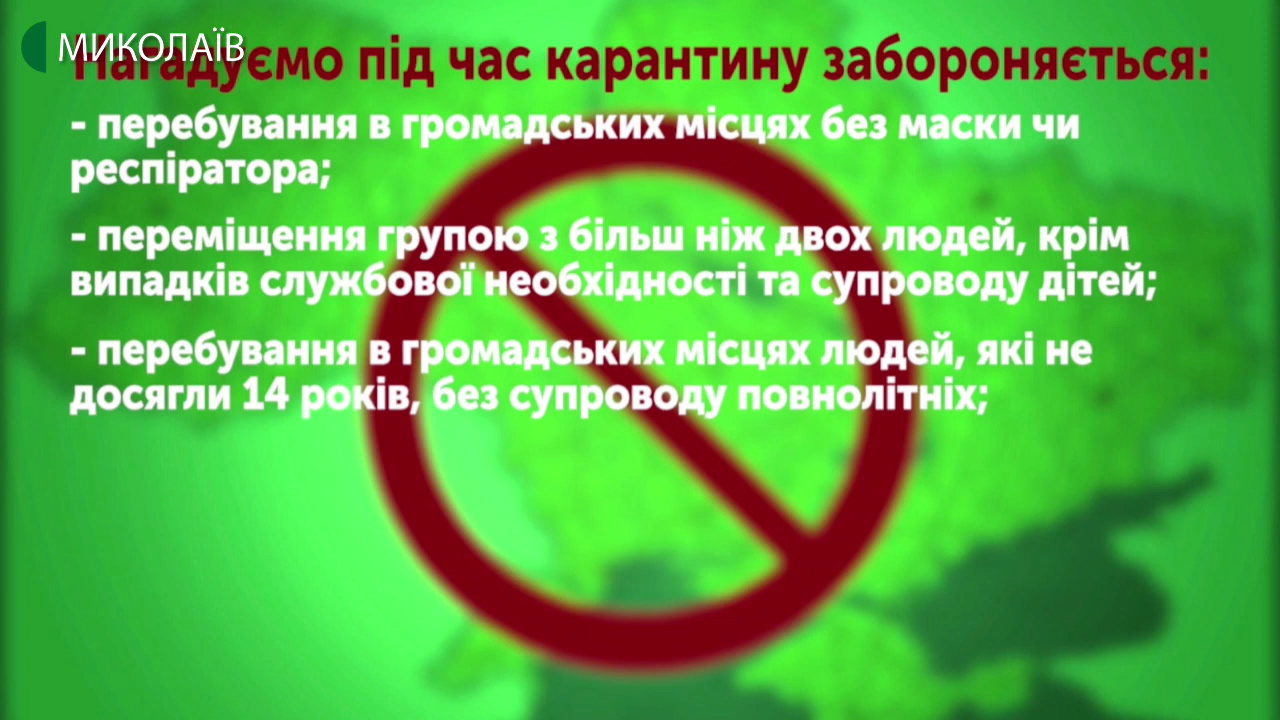 МИКОЛАЇВ
Нагадуємо під час карантину забороняється:
- перебування в громадських місцях без маски чи
респіратора;
- переміщення групою з більш ніж двох людей, крім
випадків службової необхідності та супроводу дітей;
- перебування в громадських місцях людей, які не
досягли 14 років, без супроводу повнолітніх;